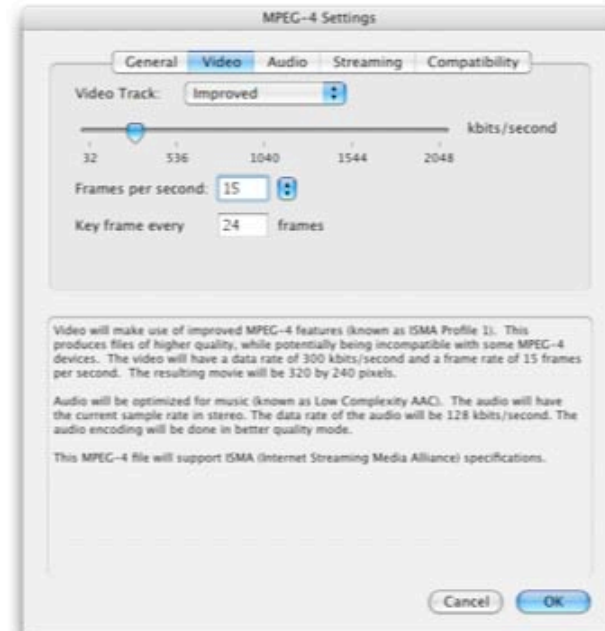 MPEG-4 Settings
General Video Audio Streaming Compatibility
Video Track: Improved
kbits/second
32 536 1040 1544 2048
Frames per second: 15
Key frame every 24 frames
Video will make use of improved MPEG-4 features (known as ISMA Profile 1). This
produces files of higher quality, while potentially being incompatible with some MPEG-4
devices. The video will have a data rate of 300 kbits/second and a frame rate of 15 frames
per second. The resulting movie will be 320 by 240 pixels.
Audio will be optimized for music (known as Low Complexity AAC). The audio will have
the current sample rate in stereo. The data rate of the audio will be 128 kbits/second. The
audio encoding will be done in better quality mode.
This MPEG-4 file will support ISMA (Internet Streaming Media Alliance) specifications.
Cancel OK